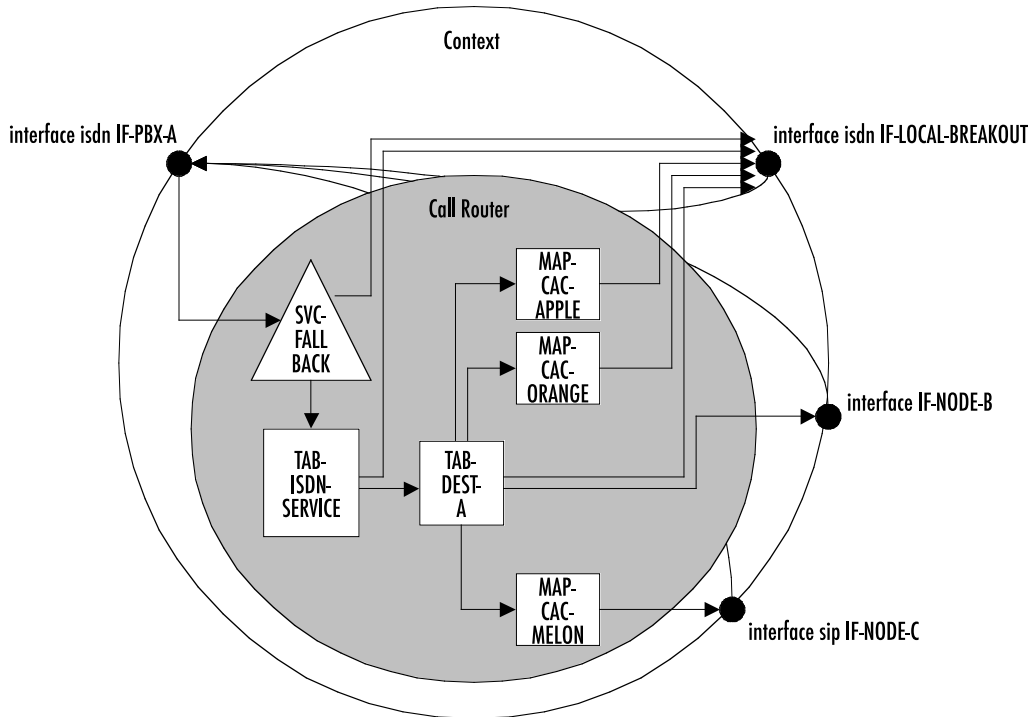 Context
interface isdn IF-PBX-A
interface isdn IF-LOCAL-BREAKOUT
Call Router
MAP-
CAC-
APPLE
SVC-
FALL
BACK
MAP-
CAC-
ORANGE
interface IF-NODE-B
TAB-
ISDN-
SERVICE
TAB-
DEST-
A
MAP-
CAC-
MELON
interface sip IF-NODE-C